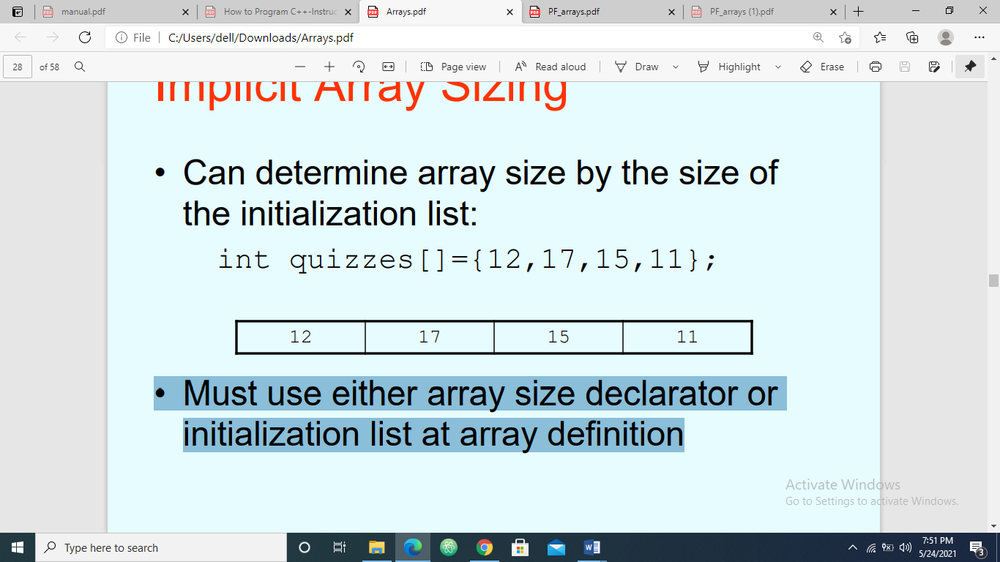 manual.pdf
How to Program C++-Instruc
Arrays.pdf
PF_arrays.pdf
PF_arrays (1).pdf
File
C:/Users/dell/Downloads/Arrays.pdf
28 of 58
Page view
Read aloud
Draw
Highlight
Erase
Implicit Array Sizing
• Can determine array size by the size of
the initialization list:
int quizzes[]={12,17,15,11};
12 17 15 11
• Must use either array size declarator or
initialization list at array definition
Activate Windows
Go to Settings to activate Windows.
Type here to search
7:51 PM
5/24/2021
3